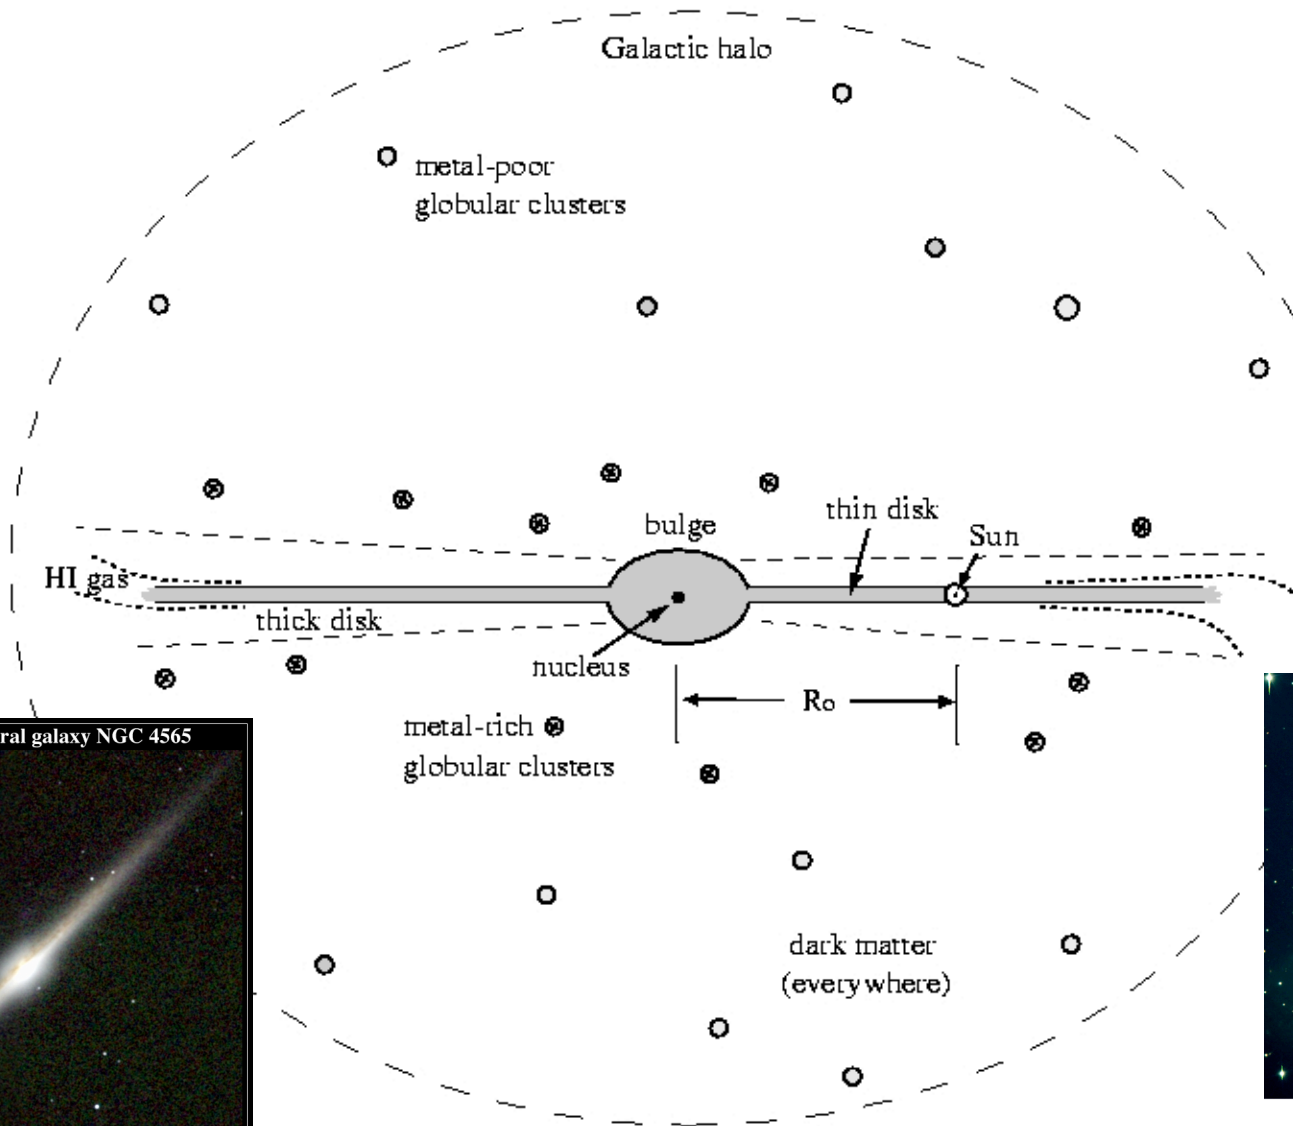 Galactic halo
metal-poor
globular clusters
bulge
thin disk
Sun
HI gas
thick disk
nucleus
Ro
metal-rich
globular clusters
galaxy NGC 4565
dark matter
(everywhere)